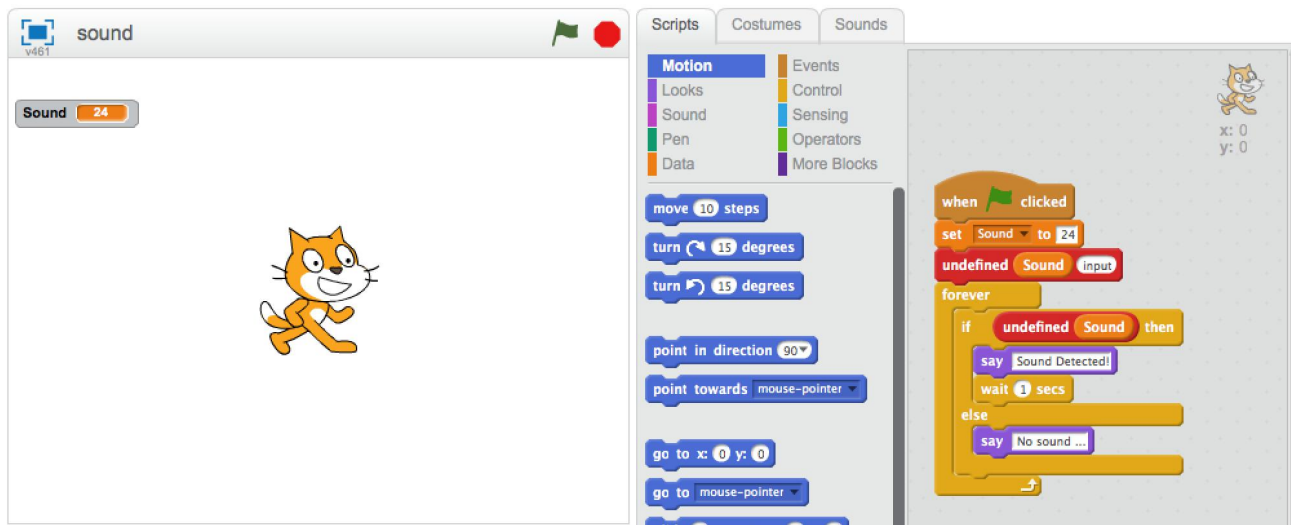 v461
sound
Sound 24
Scripts Costumes Sounds
Motion Events
Looks Control
Sound Sensing
Pen Operators
Data More Blocks
move 10 steps
turn 15 degrees
turn 15 degrees
point in direction 90
point towards mouse-pointer
go to x: 0 y: 0
go to mouse-pointer
x: 0
y: 0
when clicked
set Sound to 24
undefined Sound input
forever
if undefined Sound then
say Sound Detected!
wait 1 secs
else
say No sound ...